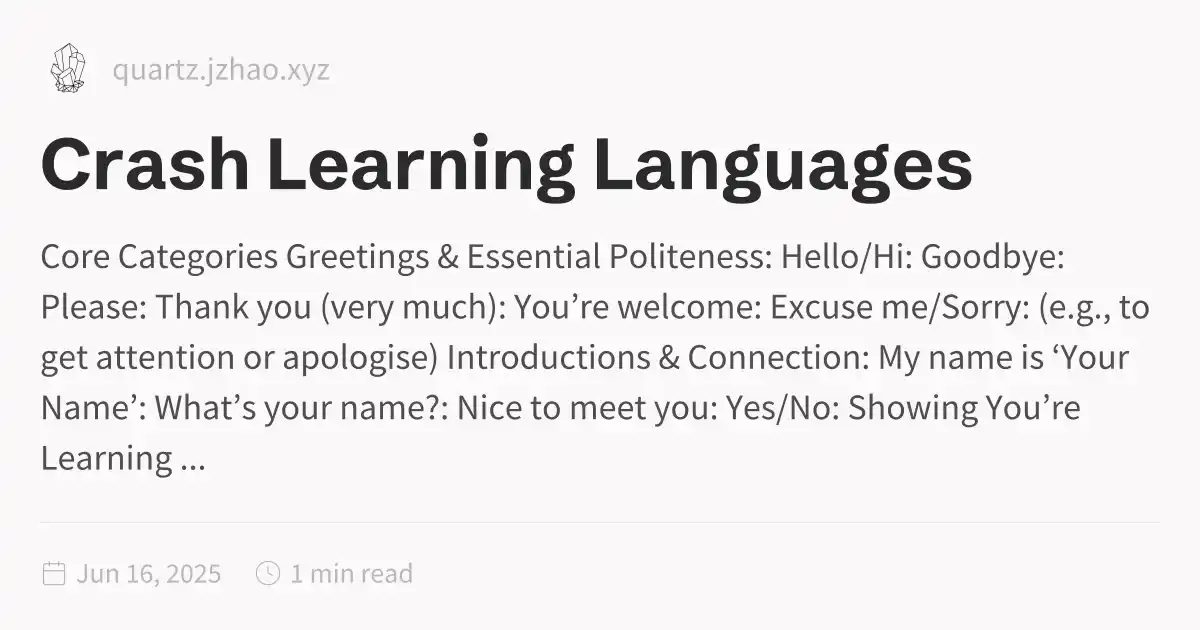 quartz.jzhao.xyz
Crash Learning Languages
Core Categories Greetings & Essential Politeness: Hello/Hi: Goodbye:
Please: Thank you (very much): You’re welcome: Excuse me/Sorry: (e.g., to
get attention or apologise) Introductions & Connection: My name is ‘Your
Name’: What’s your name?: Nice to meet you: Yes/No: Showing You’re
Learning ...
Jun 16, 2025 1 min read